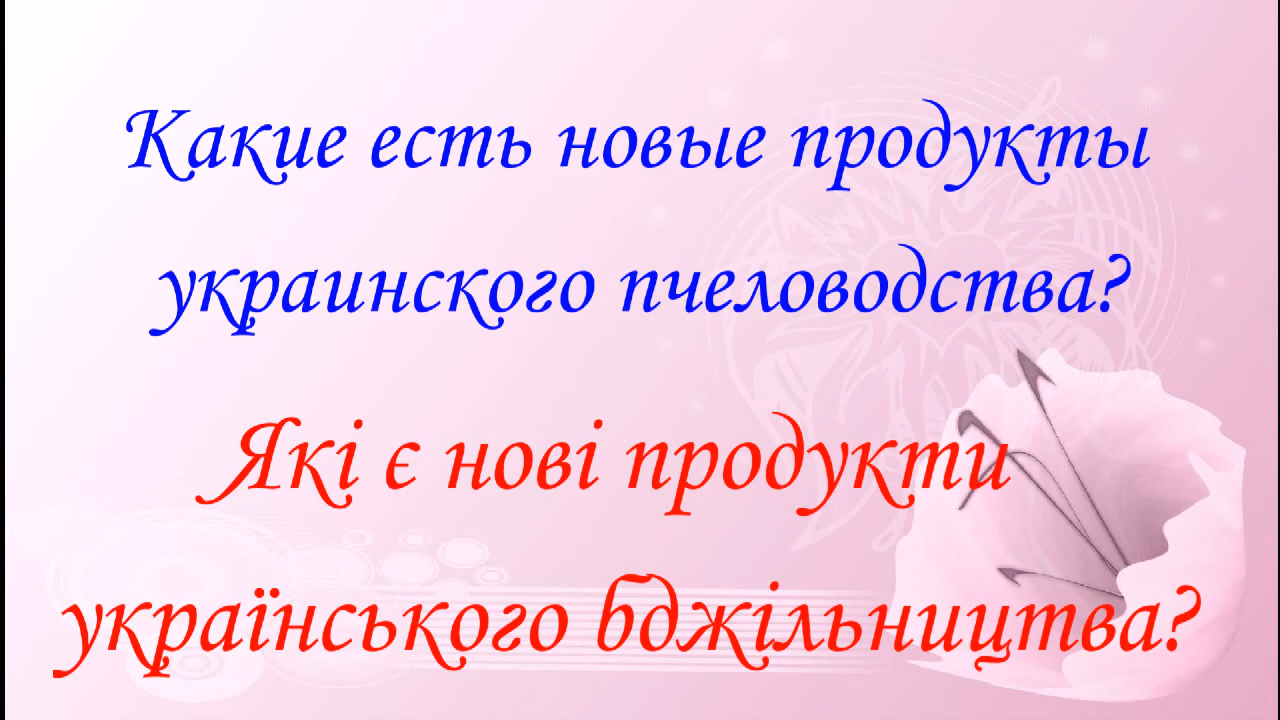 Какие есть новые продукты
украинского пчеловодства?
Які є нові продукти
українського бджільництва?